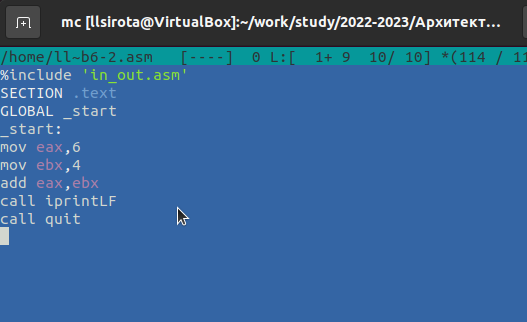 mc [llsirota@VirtualBox]:~/work/study/2022-2023/Архитект...
/home/ll~b6-2.asm [----] 0 L:[ 1+ 9 10/ 10] *(114 / 11
%include 'in_out.asm'
SECTION .text
GLOBAL _start
_start:
mov eax,6
mov ebx,4
add eax,ebx
call iprintLF
call quit